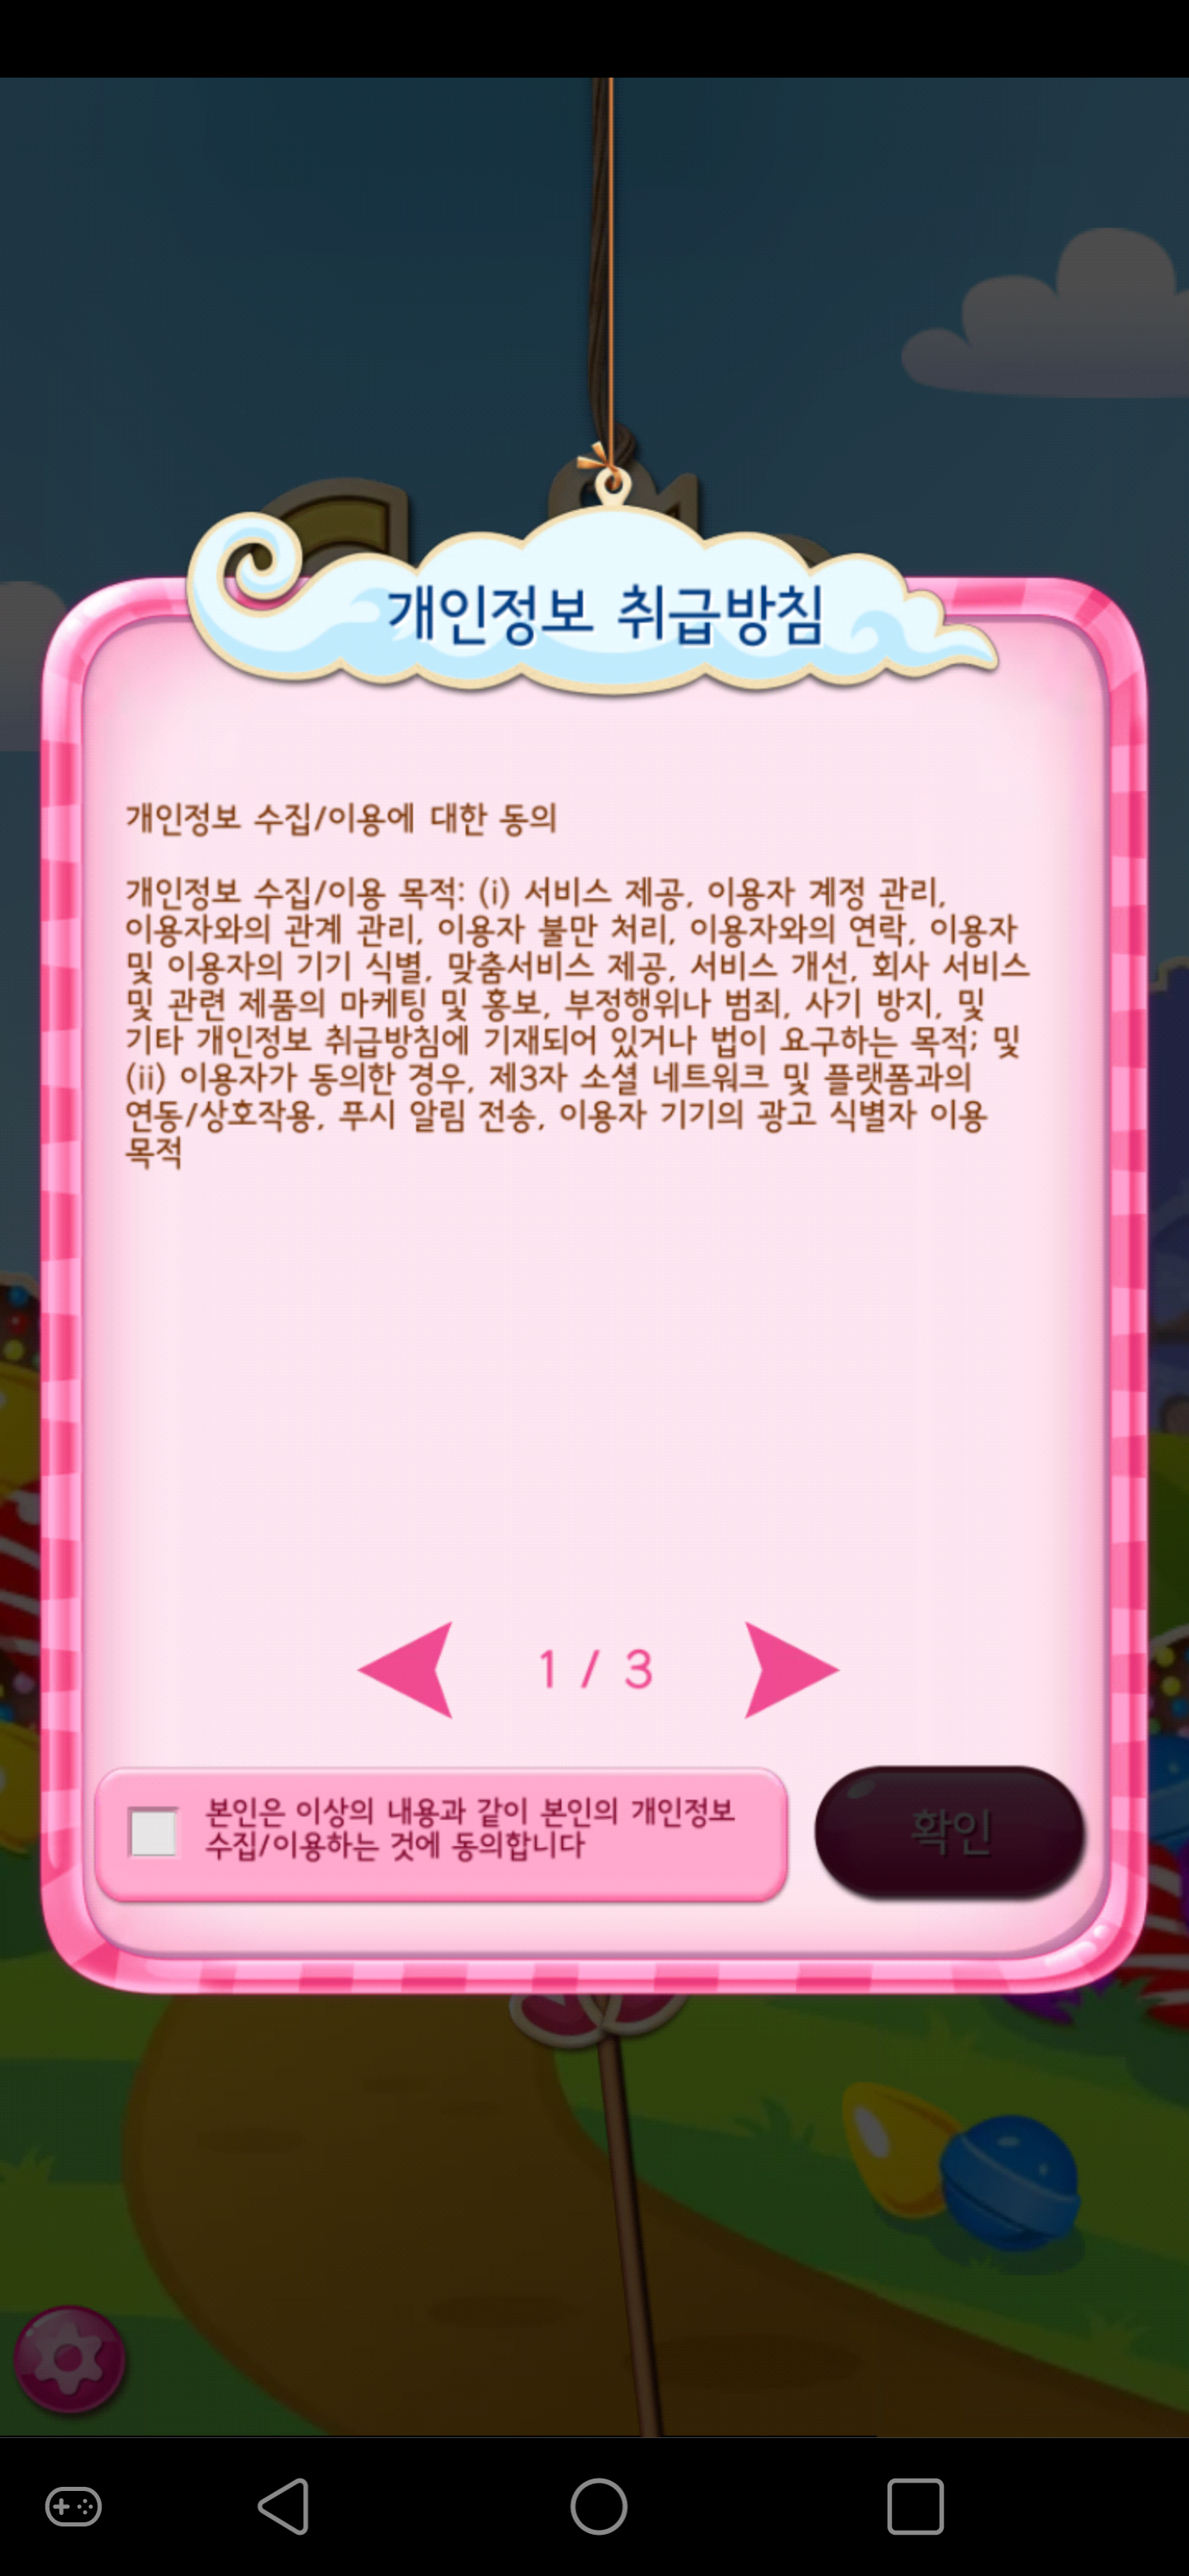 개인정보 취급방침
개인정보 수집/이용에 대한 동의
개인정보 수집/이용 목적: (i) 서비스 제공, 이용자 계정 관리,
이용자와의 관계 관리, 이용자 불만 처리, 이용자와의 연락, 이용자
및 이용자의 기기 식별, 맞춤서비스 제공, 서비스 개선, 회사 서비스
및 관련 제품의 마케팅 및 홍보, 부정행위나 범죄, 사기 방지, 및
기타 개인정보 취급방침에 기재되어 있거나 법이 요구하는 목적; 및
(ii) 이용자가 동의한 경우, 제3자 소셜 네트워크 및 플랫폼과의
연동/상호작용, 푸시 알림 전송, 이용자 기기의 광고 식별자 이용
목적
1 / 3
본인은 이상의 내용과 같이 본인의 개인정보
수집/이용하는 것에 동의합니다
확인